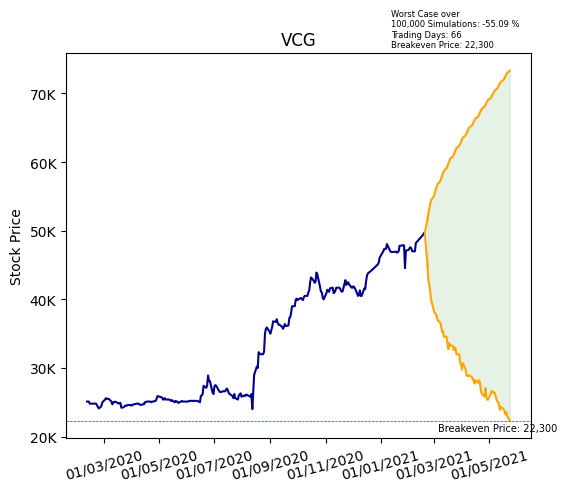 Worst Case over
100,000 Simulations: -55.09 %
Trading Days: 66
Breakeven Price: 22,300
VCG
Stock Price
70K
60K
50K
40K
30K
20K
Breakeven Price: 22,300
01/03/2020 01/05/2020 01/07/2020 01/09/2020 01/11/2020 01/01/2021 01/03/2021 01/05/2021